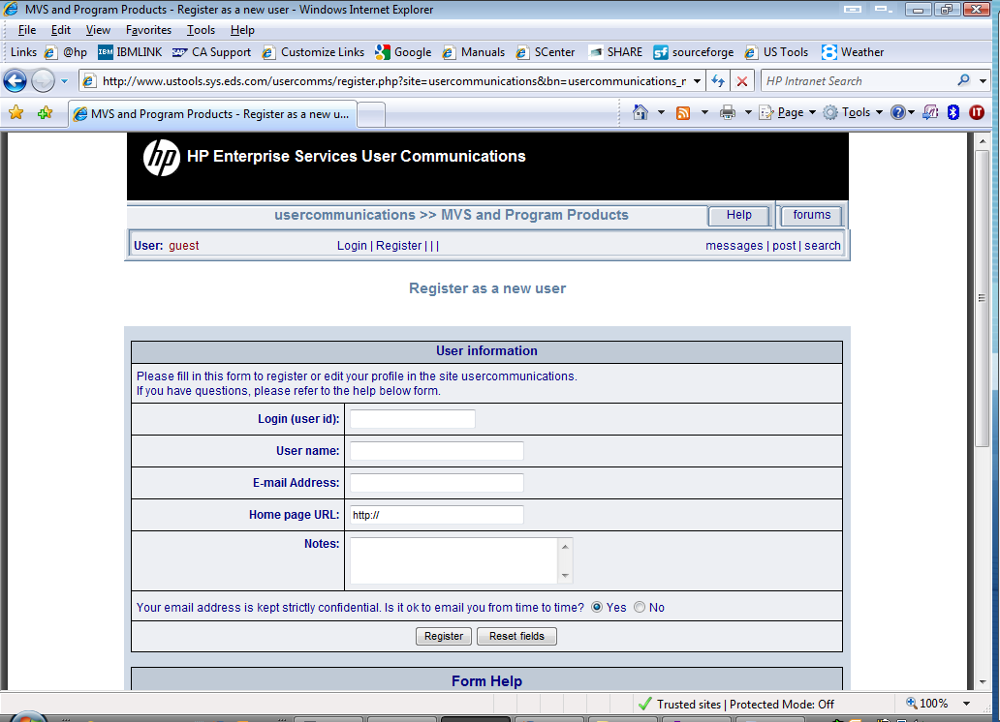 MVS and Program Products - Register as a new user - Windows Internet Explorer
File Edit View Favorites Tools Help
Links @hp IBM IBMLINK SAP CA Support Customize Links Google Manuals SCenter SHARE sf sourceforge US Tools 8 Weather
http://www.ustools.sys.eds.com/usercomms/register.php?site=usercommunications&bn=usercommunications_r HP Intranet Search
MVS and Program Products - Register as a new u... Page Tools IT
hp HP Enterprise Services User Communications
usercommunications >> MVS and Program Products Help forums
User: guest Login | Register | | | messages | post | search
Register as a new user
User information
Please fill in this form to register or edit your profile in the site usercommunications.
If you have questions, please refer to the help below form.
Login (user id):
User name:
E-mail Address:
Home page URL: http://
Notes:
Your email address is kept strictly confidential. Is it ok to email you from time to time? Yes No
Register Reset fields
Form Help
Trusted sites | Protected Mode: Off 100%